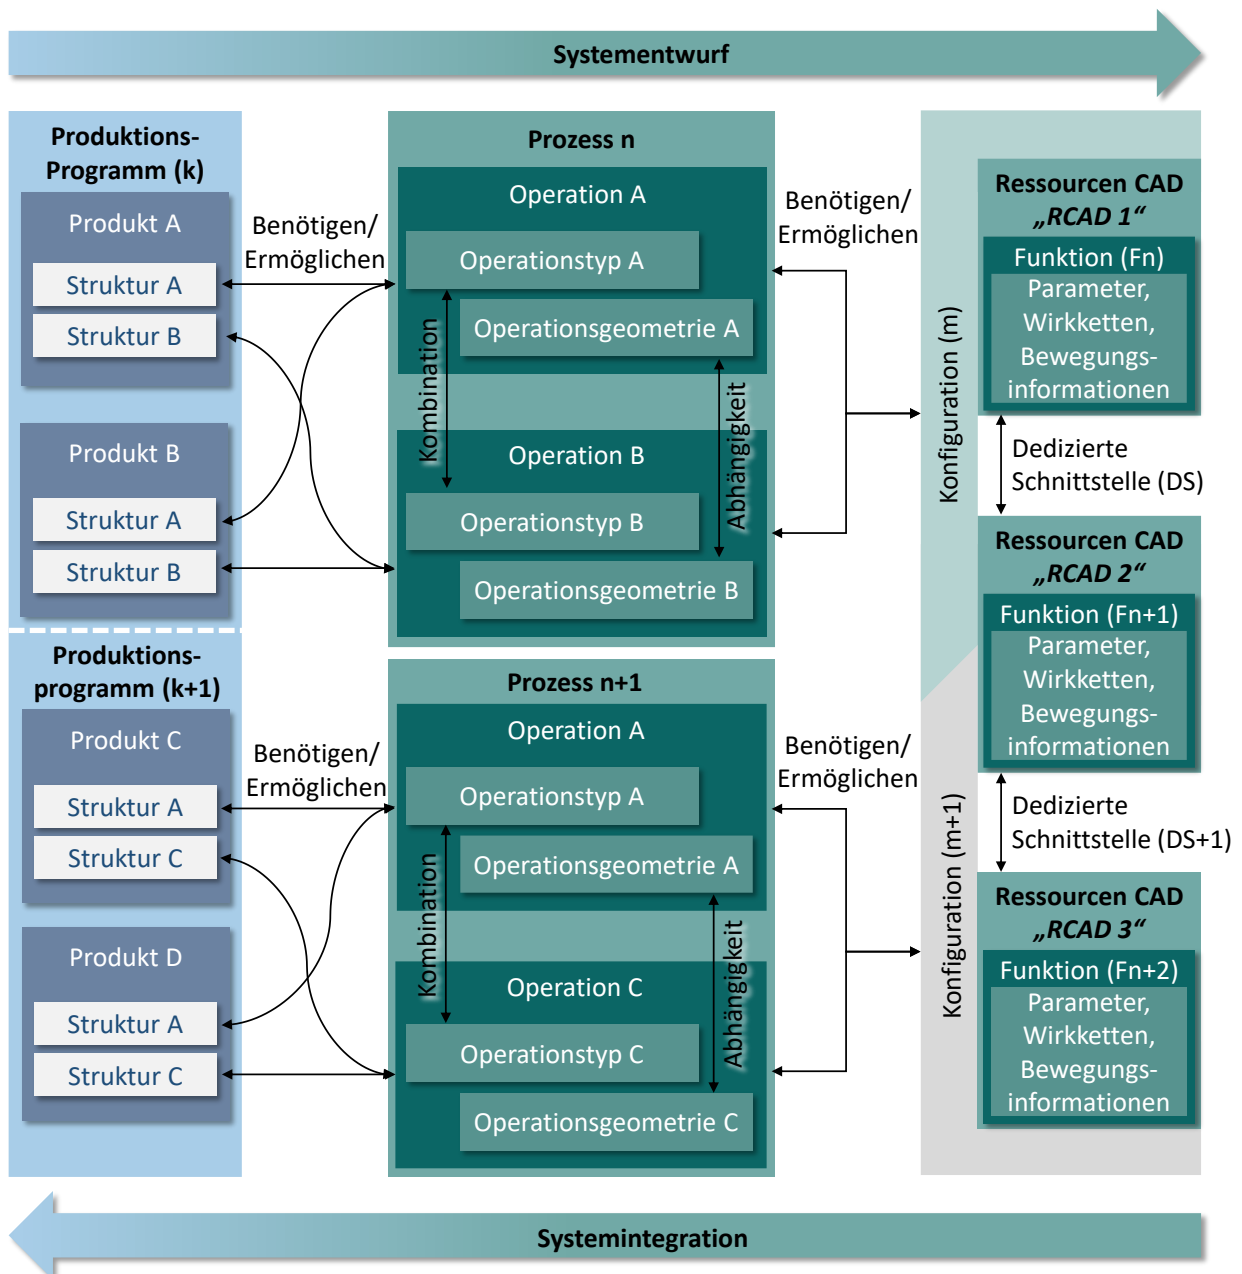 Systementwurf
Produktions-
Programm (k)
Produkt A
Struktur A
Struktur B
Produkt B
Struktur A
Struktur B
Benötigen/
Ermöglichen
Prozess n
Operation A
Operationstyp A
Operationsgeometrie A
Kombination
Abhängigkeit
Operation B
Operationstyp B
Operationsgeometrie B
Benötigen/
Ermöglichen
Konfiguration (m)
Ressourcen CAD
„RCAD 1“
Funktion (Fn)
Parameter,
Wirkketten,
Bewegungs-
informationen
Dedizierte
Schnittstelle (DS)
Ressourcen CAD
„RCAD 2“
Funktion (Fn+1)
Parameter,
Wirkketten,
Bewegungs-
informationen
Produktions-
programm (k+1)
Produkt C
Struktur A
Struktur C
Produkt D
Struktur A
Struktur C
Benötigen/
Ermöglichen
Prozess n+1
Operation A
Operationstyp A
Operationsgeometrie A
Kombination
Abhängigkeit
Operation C
Operationstyp C
Operationsgeometrie C
Benötigen/
Ermöglichen
Konfiguration (m+1)
Dedizierte
Schnittstelle (DS+1)
Ressourcen CAD
„RCAD 3“
Funktion (Fn+2)
Parameter,
Wirkketten,
Bewegungs-
informationen
Systemintegration